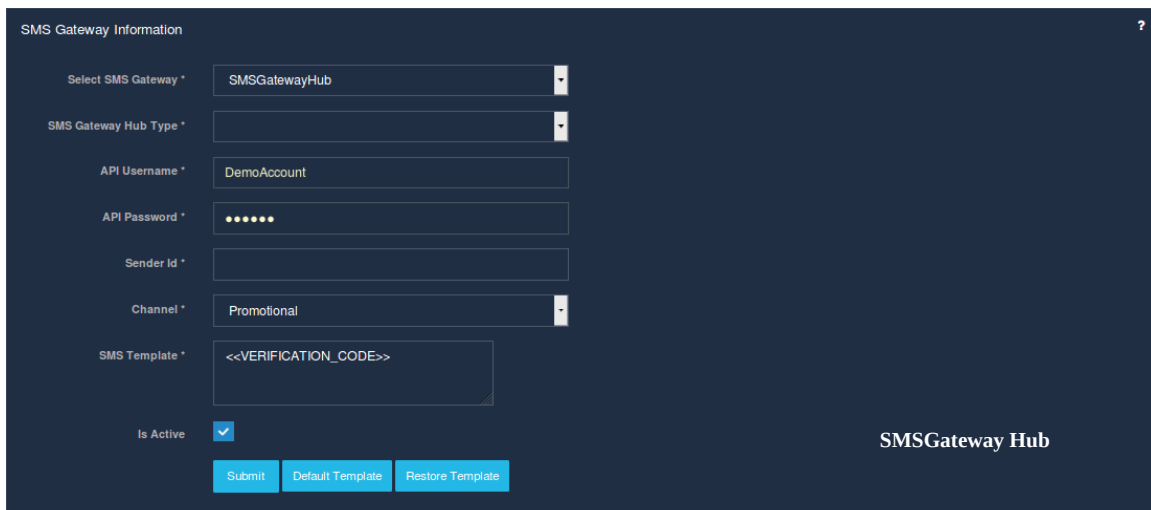 SMS Gateway Information
?
Select SMS Gateway * SMSGatewayHub
SMS Gateway Hub Type *
API Username * DemoAccount
API Password * ●●●●●●
Sender Id *
Channel * Promotional
SMS Template * <<VERIFICATION_CODE>>
Is Active
SMSGateway Hub
Submit Default Template Restore Template